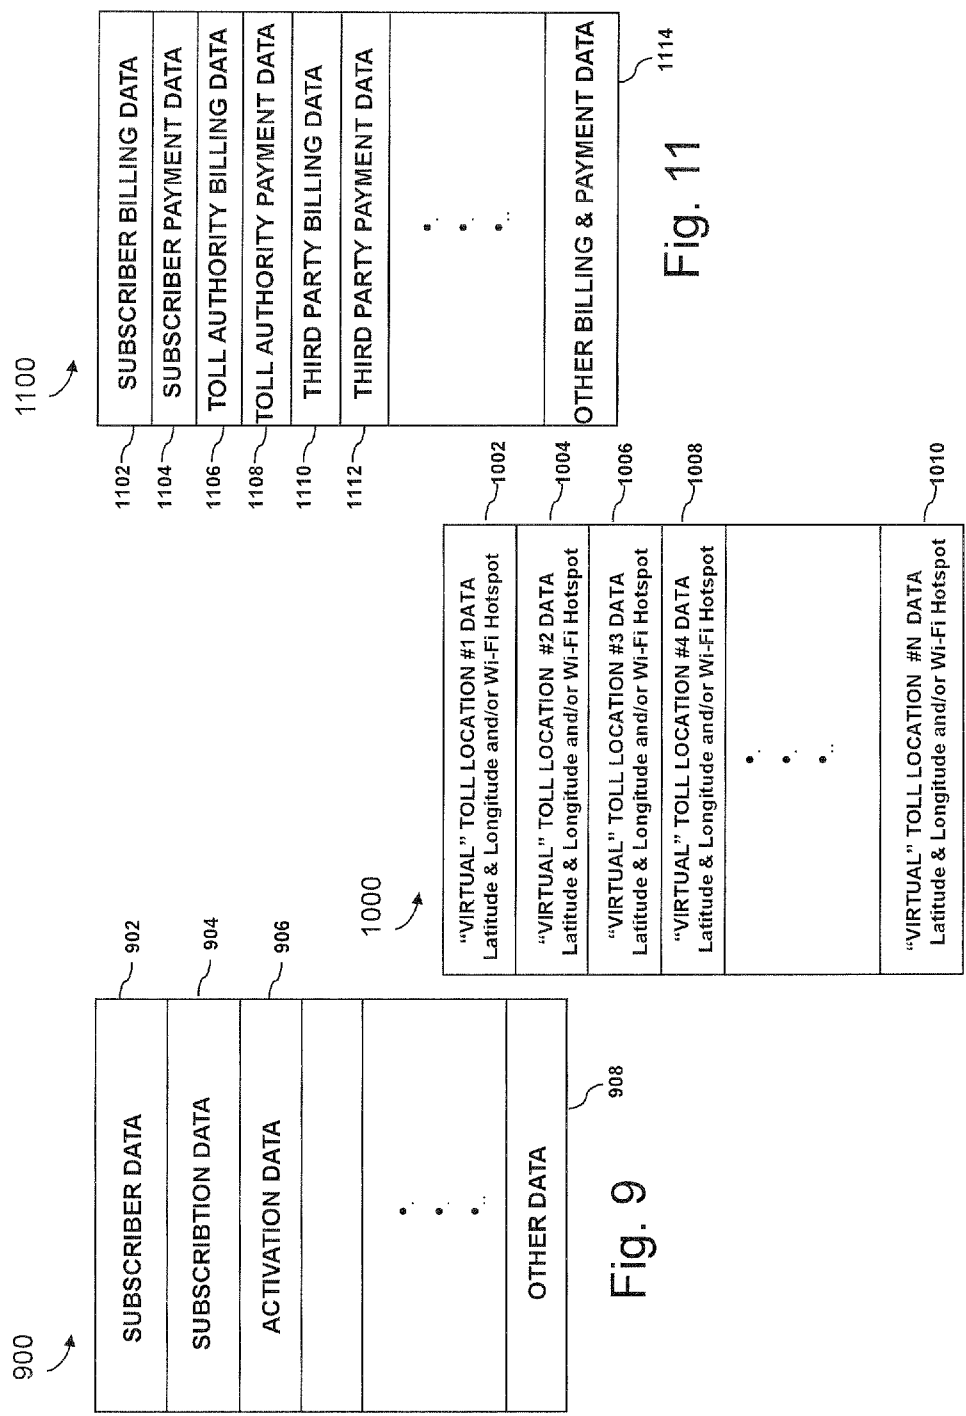 900
SUBSCRIBER DATA
902
SUBSCRIBTION DATA
904
ACTIVATION DATA
906
OTHER DATA
908
Fig. 9
1000
“VIRTUAL” TOLL LOCATION #1 DATA
Latitude & Longitude and/or Wi-Fi Hotspot
1002
“VIRTUAL” TOLL LOCATION #2 DATA
Latitude & Longitude and/or Wi-Fi Hotspot
1004
“VIRTUAL” TOLL LOCATION #3 DATA
Latitude & Longitude and/or Wi-Fi Hotspot
1006
“VIRTUAL” TOLL LOCATION #4 DATA
Latitude & Longitude and/or Wi-Fi Hotspot
1008
“VIRTUAL” TOLL LOCATION #N DATA
Latitude & Longitude and/or Wi-Fi Hotspot
1010
1100
1102
SUBSCRIBER BILLING DATA
1104
SUBSCRIBER PAYMENT DATA
1106
TOLL AUTHORITY BILLING DATA
1108
TOLL AUTHORITY PAYMENT DATA
1110
THIRD PARTY BILLING DATA
1112
THIRD PARTY PAYMENT DATA
OTHER BILLING & PAYMENT DATA
1114
Fig. 11